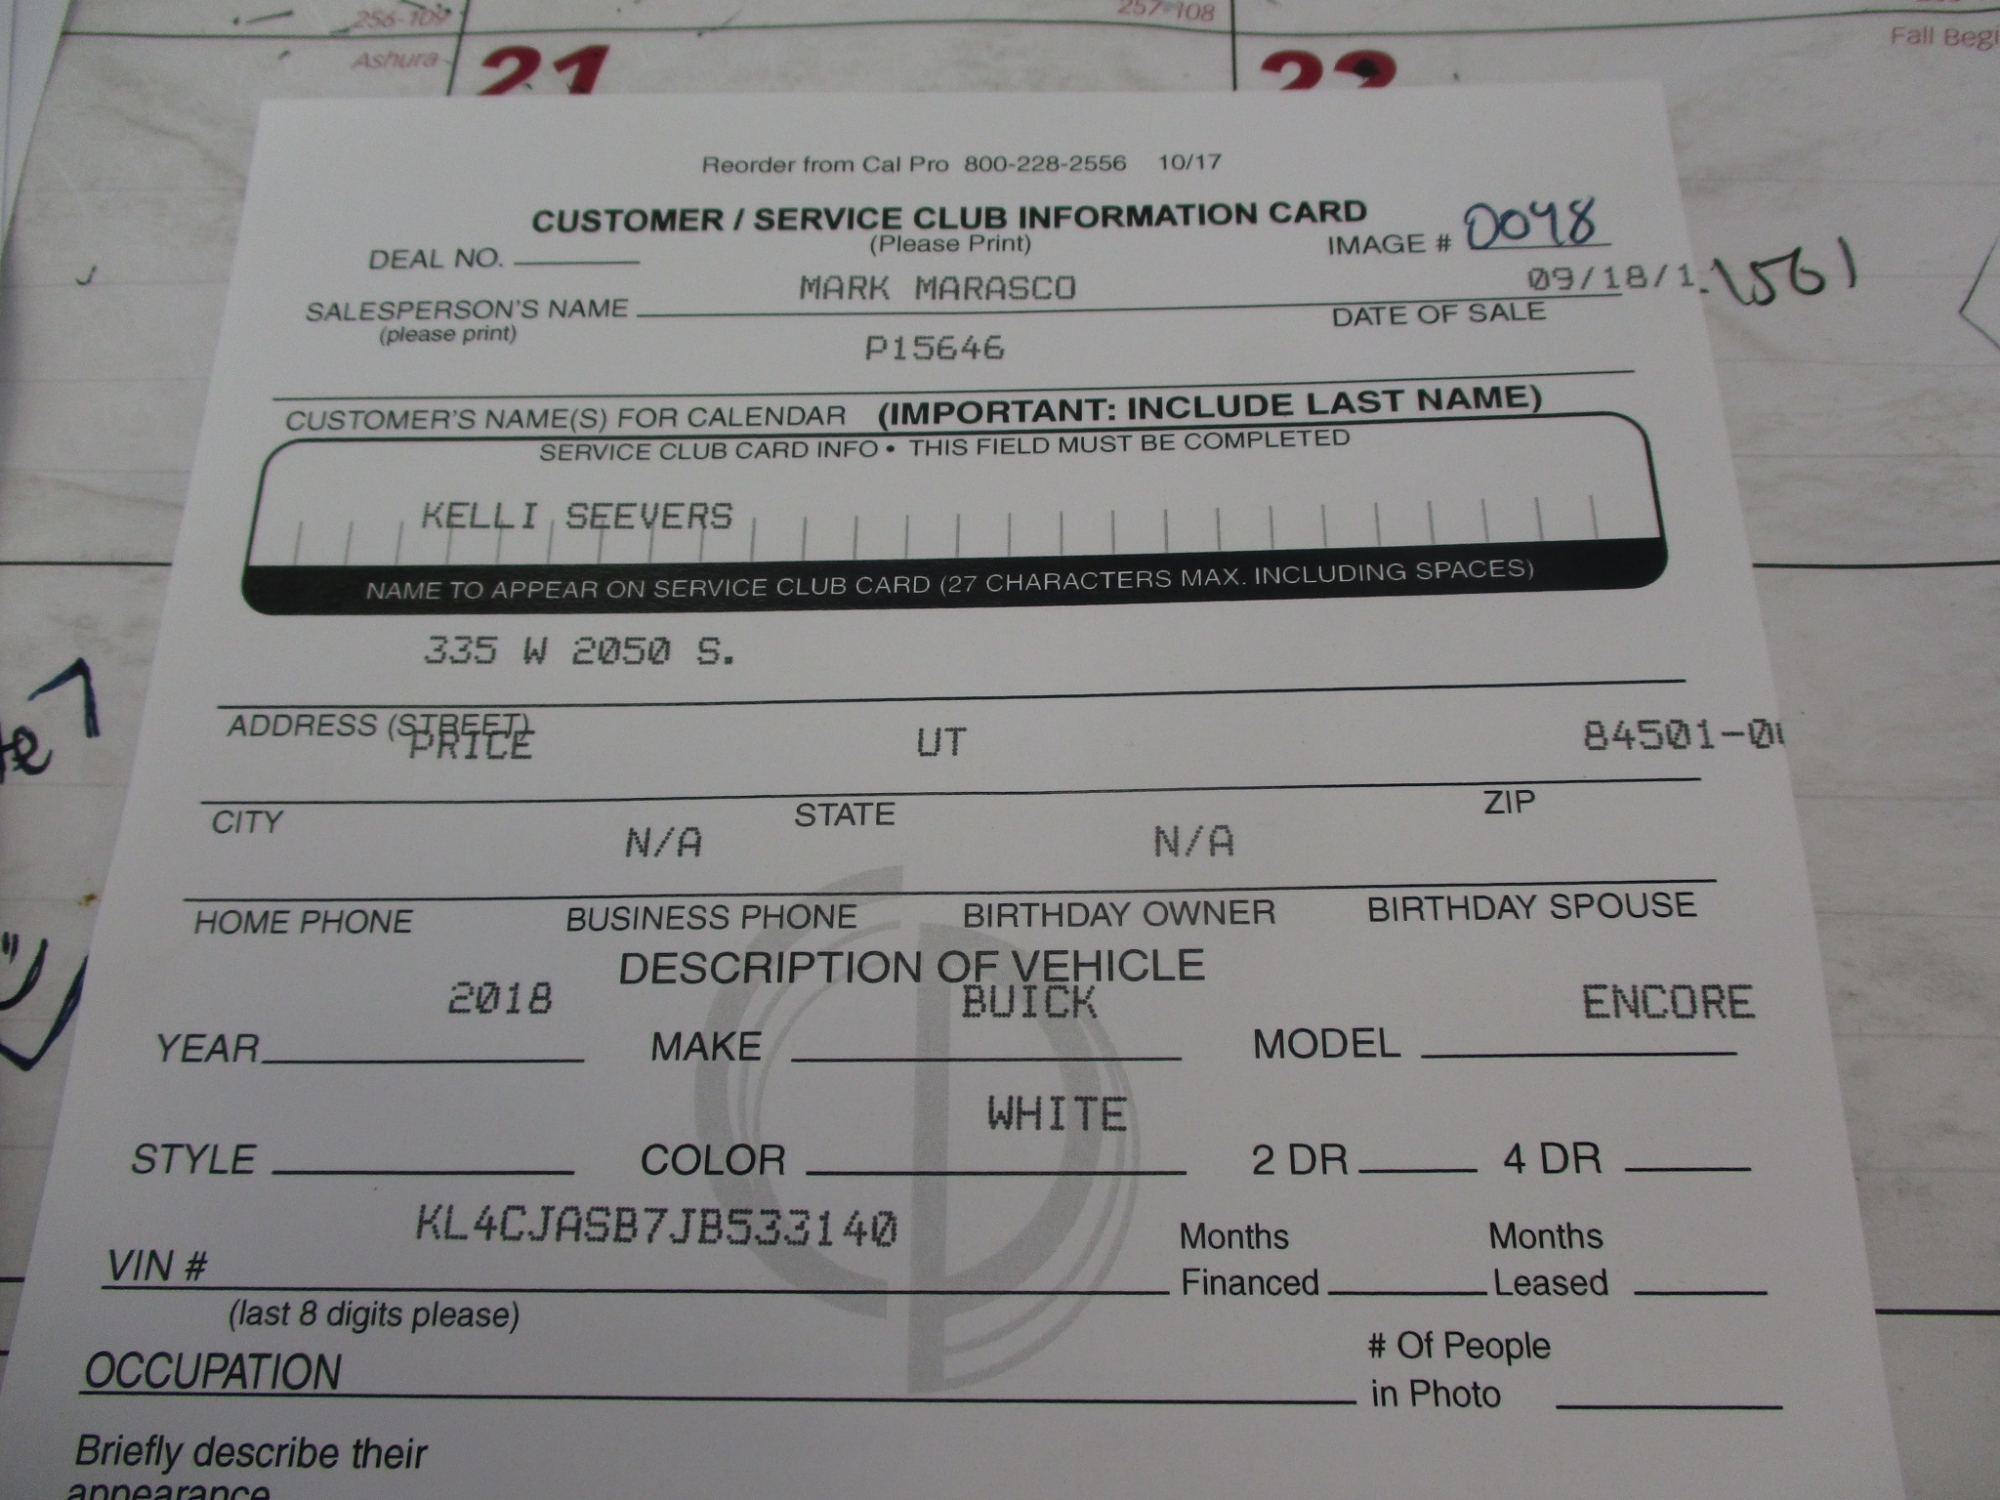 256-109
257-108
Ashura
21
22
Fall Begi
Reorder from Cal Pro 800-228-2556 10/17
CUSTOMER / SERVICE CLUB INFORMATION CARD
(Please Print)
DEAL NO.
IMAGE # 0048
MARK MARASCO
09/18/1
1561
SALESPERSON'S NAME
(please print)
DATE OF SALE
P15646
CUSTOMER'S NAME(S) FOR CALENDAR (IMPORTANT: INCLUDE LAST NAME)
SERVICE CLUB CARD INFO • THIS FIELD MUST BE COMPLETED
KELLI SEEVERS
NAME TO APPEAR ON SERVICE CLUB CARD (27 CHARACTERS MAX. INCLUDING SPACES)
335 W 2050 S.
ADDRESS (STREET)
PRICE UT 84501-0
CITY STATE ZIP
N/A N/A
HOME PHONE BUSINESS PHONE BIRTHDAY OWNER BIRTHDAY SPOUSE
DESCRIPTION OF VEHICLE
2018 BUICK ENCORE
YEAR MAKE MODEL
WHITE
STYLE COLOR 2 DR 4 DR
KL4CJASB7JB533140
VIN #
(last 8 digits please)
Months Financed
Months Leased
OCCUPATION
# Of People in Photo
Briefly describe their
appearance